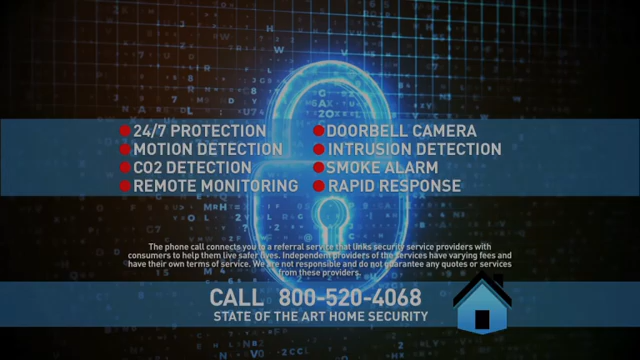 24/7 PROTECTION
MOTION DETECTION
CO2 DETECTION
REMOTE MONITORING
DOORBELL CAMERA
INTRUSION DETECTION
SMOKE ALARM
RAPID RESPONSE
The phone call connects you to a referral service that links security service providers with
consumers to help them live safer lives. Independent providers of the services have varying fees and
have their own terms of service. We are not responsible and do not guarantee any quotes or services
from these providers.
CALL 800-520-4068
STATE OF THE ART HOME SECURITY